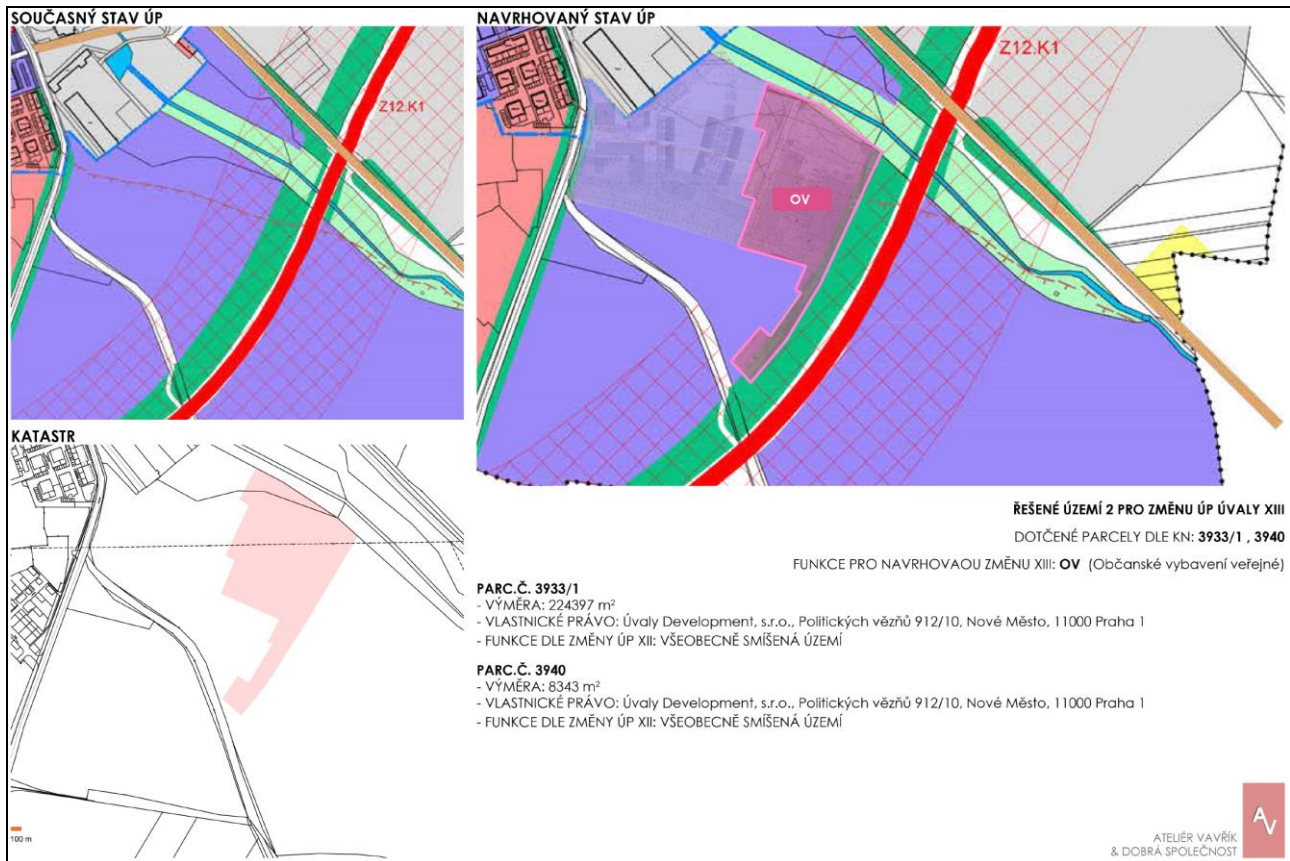 SOUČASNÝ STAV ÚP
Z12.K1
NAVRHOVANÝ STAV ÚP
Z12.K1
OV
KATASTR
100 m
ŘEŠENÉ ÚZEMÍ 2 PRO ZMĚNU ÚP ÚVALY XIII
DOTČENÉ PARCELY DLE KN: 3933/1 , 3940
FUNKCE PRO NAVRHOVAOU ZMĚNU XIII: OV (Občanské vybavení veřejné)
PARC.Č. 3933/1
- VÝMĚRA: 224397 m²
- VLASTNICKÉ PRÁVO: Úvaly Development, s.r.o., Politických vězňů 912/10, Nové Město, 11000 Praha 1
- FUNKCE DLE ZMĚNY ÚP XII: VŠEOBECNĚ SMÍŠENÁ ÚZEMÍ
PARC.Č. 3940
- VÝMĚRA: 8343 m²
- VLASTNICKÉ PRÁVO: Úvaly Development, s.r.o., Politických vězňů 912/10, Nové Město, 11000 Praha 1
- FUNKCE DLE ZMĚNY ÚP XII: VŠEOBECNĚ SMÍŠENÁ ÚZEMÍ
AV
ATELIÉR VAVŘÍK
& DOBRÁ SPOLEČNOST